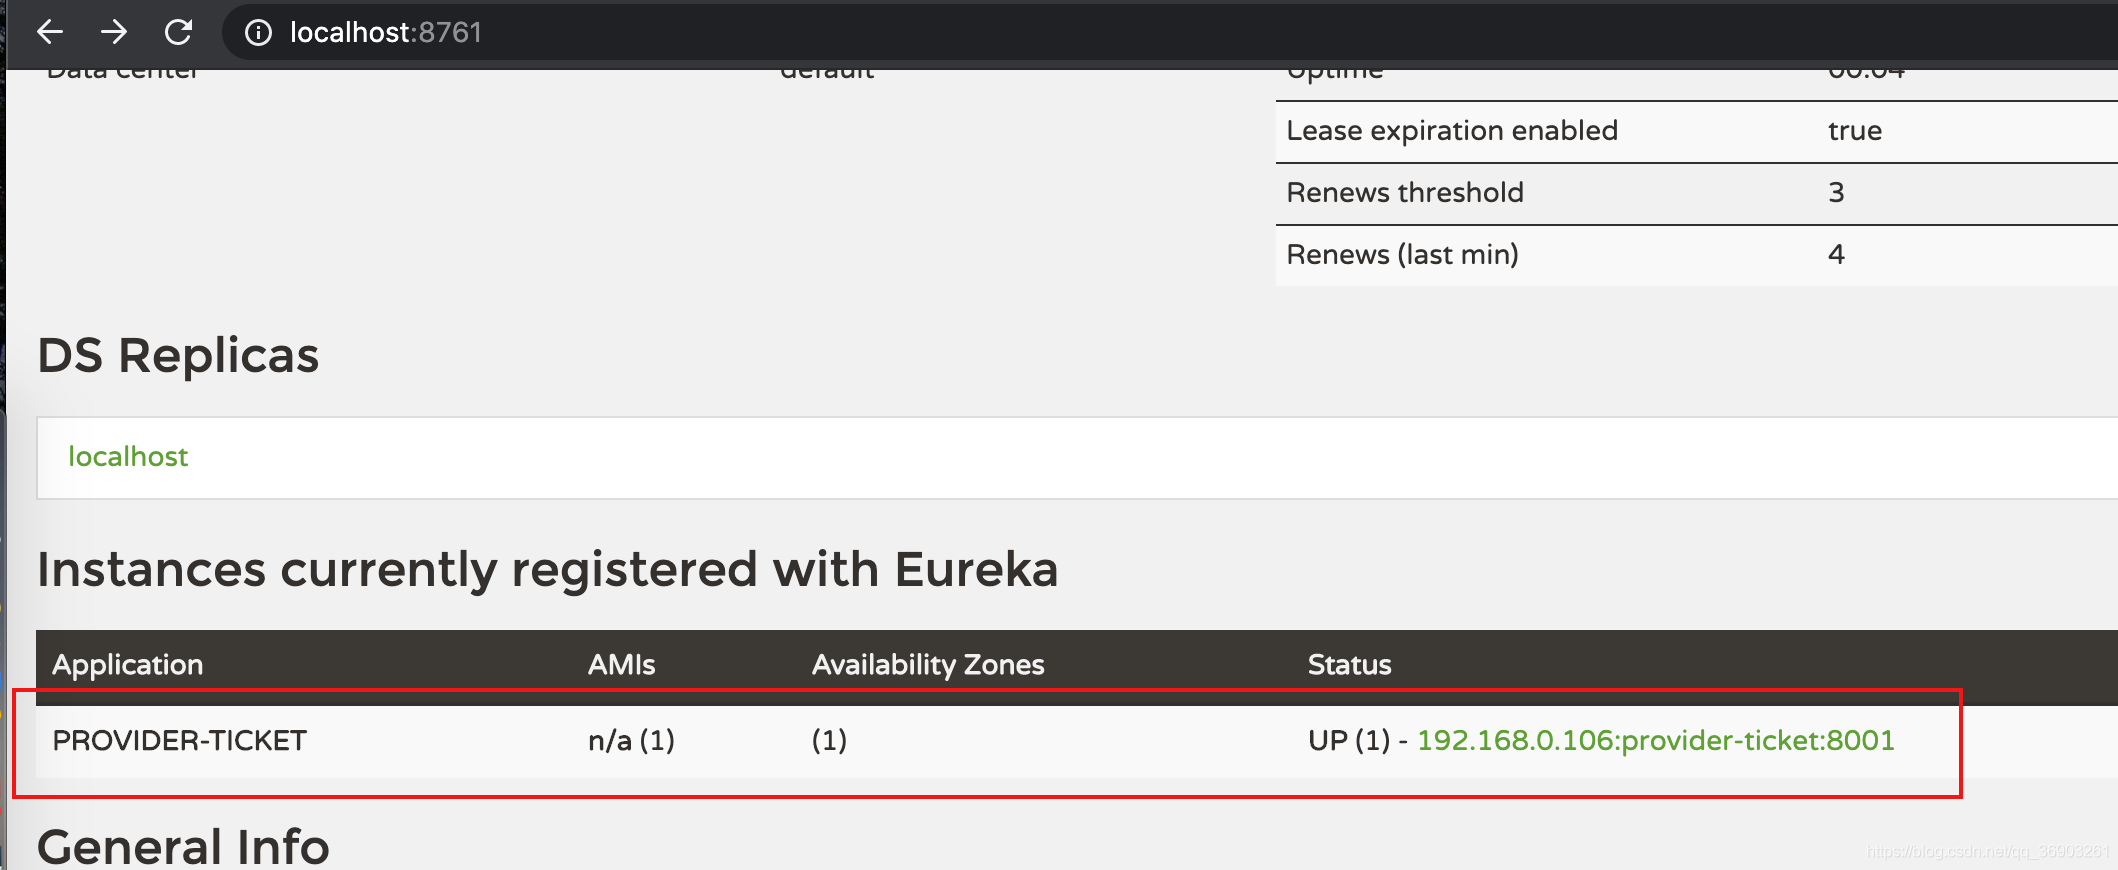 localhost:8761
Data center default Uptime 00:04
Lease expiration enabled true
Renews threshold 3
Renews (last min) 4
DS Replicas
localhost
Instances currently registered with Eureka
Application AMIs Availability Zones Status
PROVIDER-TICKET n/a (1) (1) UP (1) - 192.168.0.106:provider-ticket:8001
General Info
https://blog.csdn.net/qq_36903261